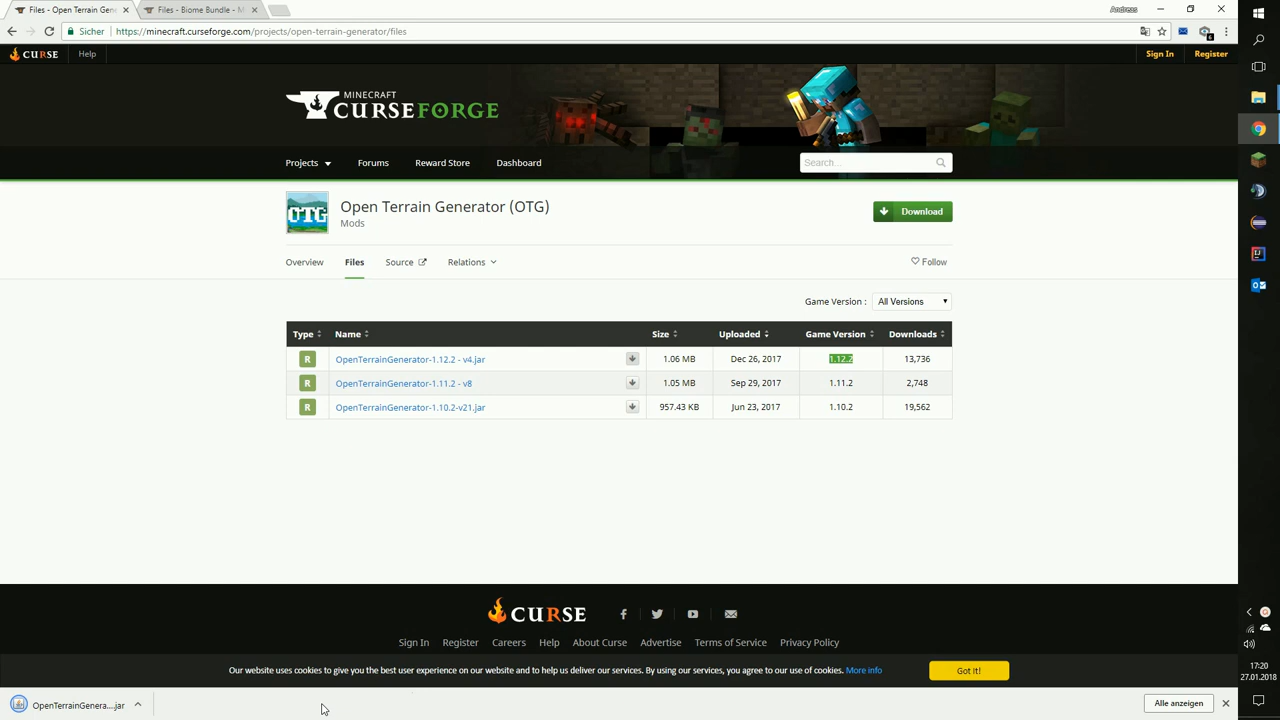 Files - Open Terrain Gene
Files - Biome Bundle - M
Andreas
Sicher
https://minecraft.curseforge.com/projects/open-terrain-generator/files
6
CURSE
Help
Sign In
Register
MINECRAFT
CURSEFORGE
Projects
Forums
Reward Store
Dashboard
Search...
OTG
Open Terrain Generator (OTG)
Mods
Download
Overview
Files
Source
Relations
Follow
Game Version :
All Versions
Type Name Size Uploaded Game Version Downloads
R OpenTerrainGenerator-1.12.2 - v4.jar 1.06 MB Dec 26, 2017 1.12.2 13,736
R OpenTerrainGenerator-1.11.2 - v8 1.05 MB Sep 29, 2017 1.11.2 2,748
R OpenTerrainGenerator-1.10.2-v21.jar 957.43 KB Jun 23, 2017 1.10.2 19,562
CURSE
Sign In Register Careers Help About Curse Advertise Terms of Service Privacy Policy
Our website uses cookies to give you the best user experience on our website and to help us deliver our services. By using our services, you agree to our use of cookies. More info
Got it!
OpenTerrainGenera....jar
Alle anzeigen
17:20
27.01.2018